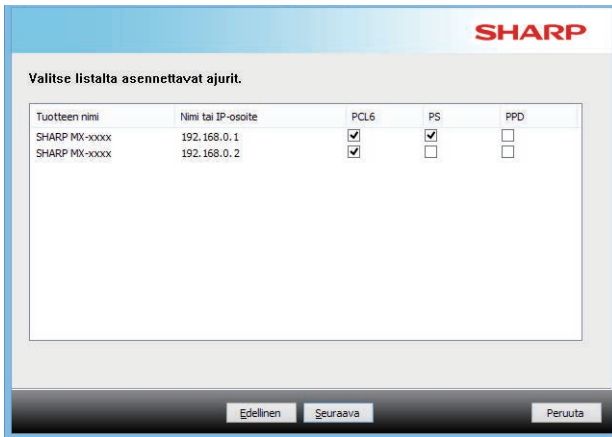 SHARP
Valitse listalta asennettavat ajurit.
Tuotteen nimi Nimi tai IP-osoite PCL6 PS PPD
SHARP MX-xxxx 192.168.0.1
SHARP MX-xxxx 192.168.0.2
Edellinen Seuraava Peruuta